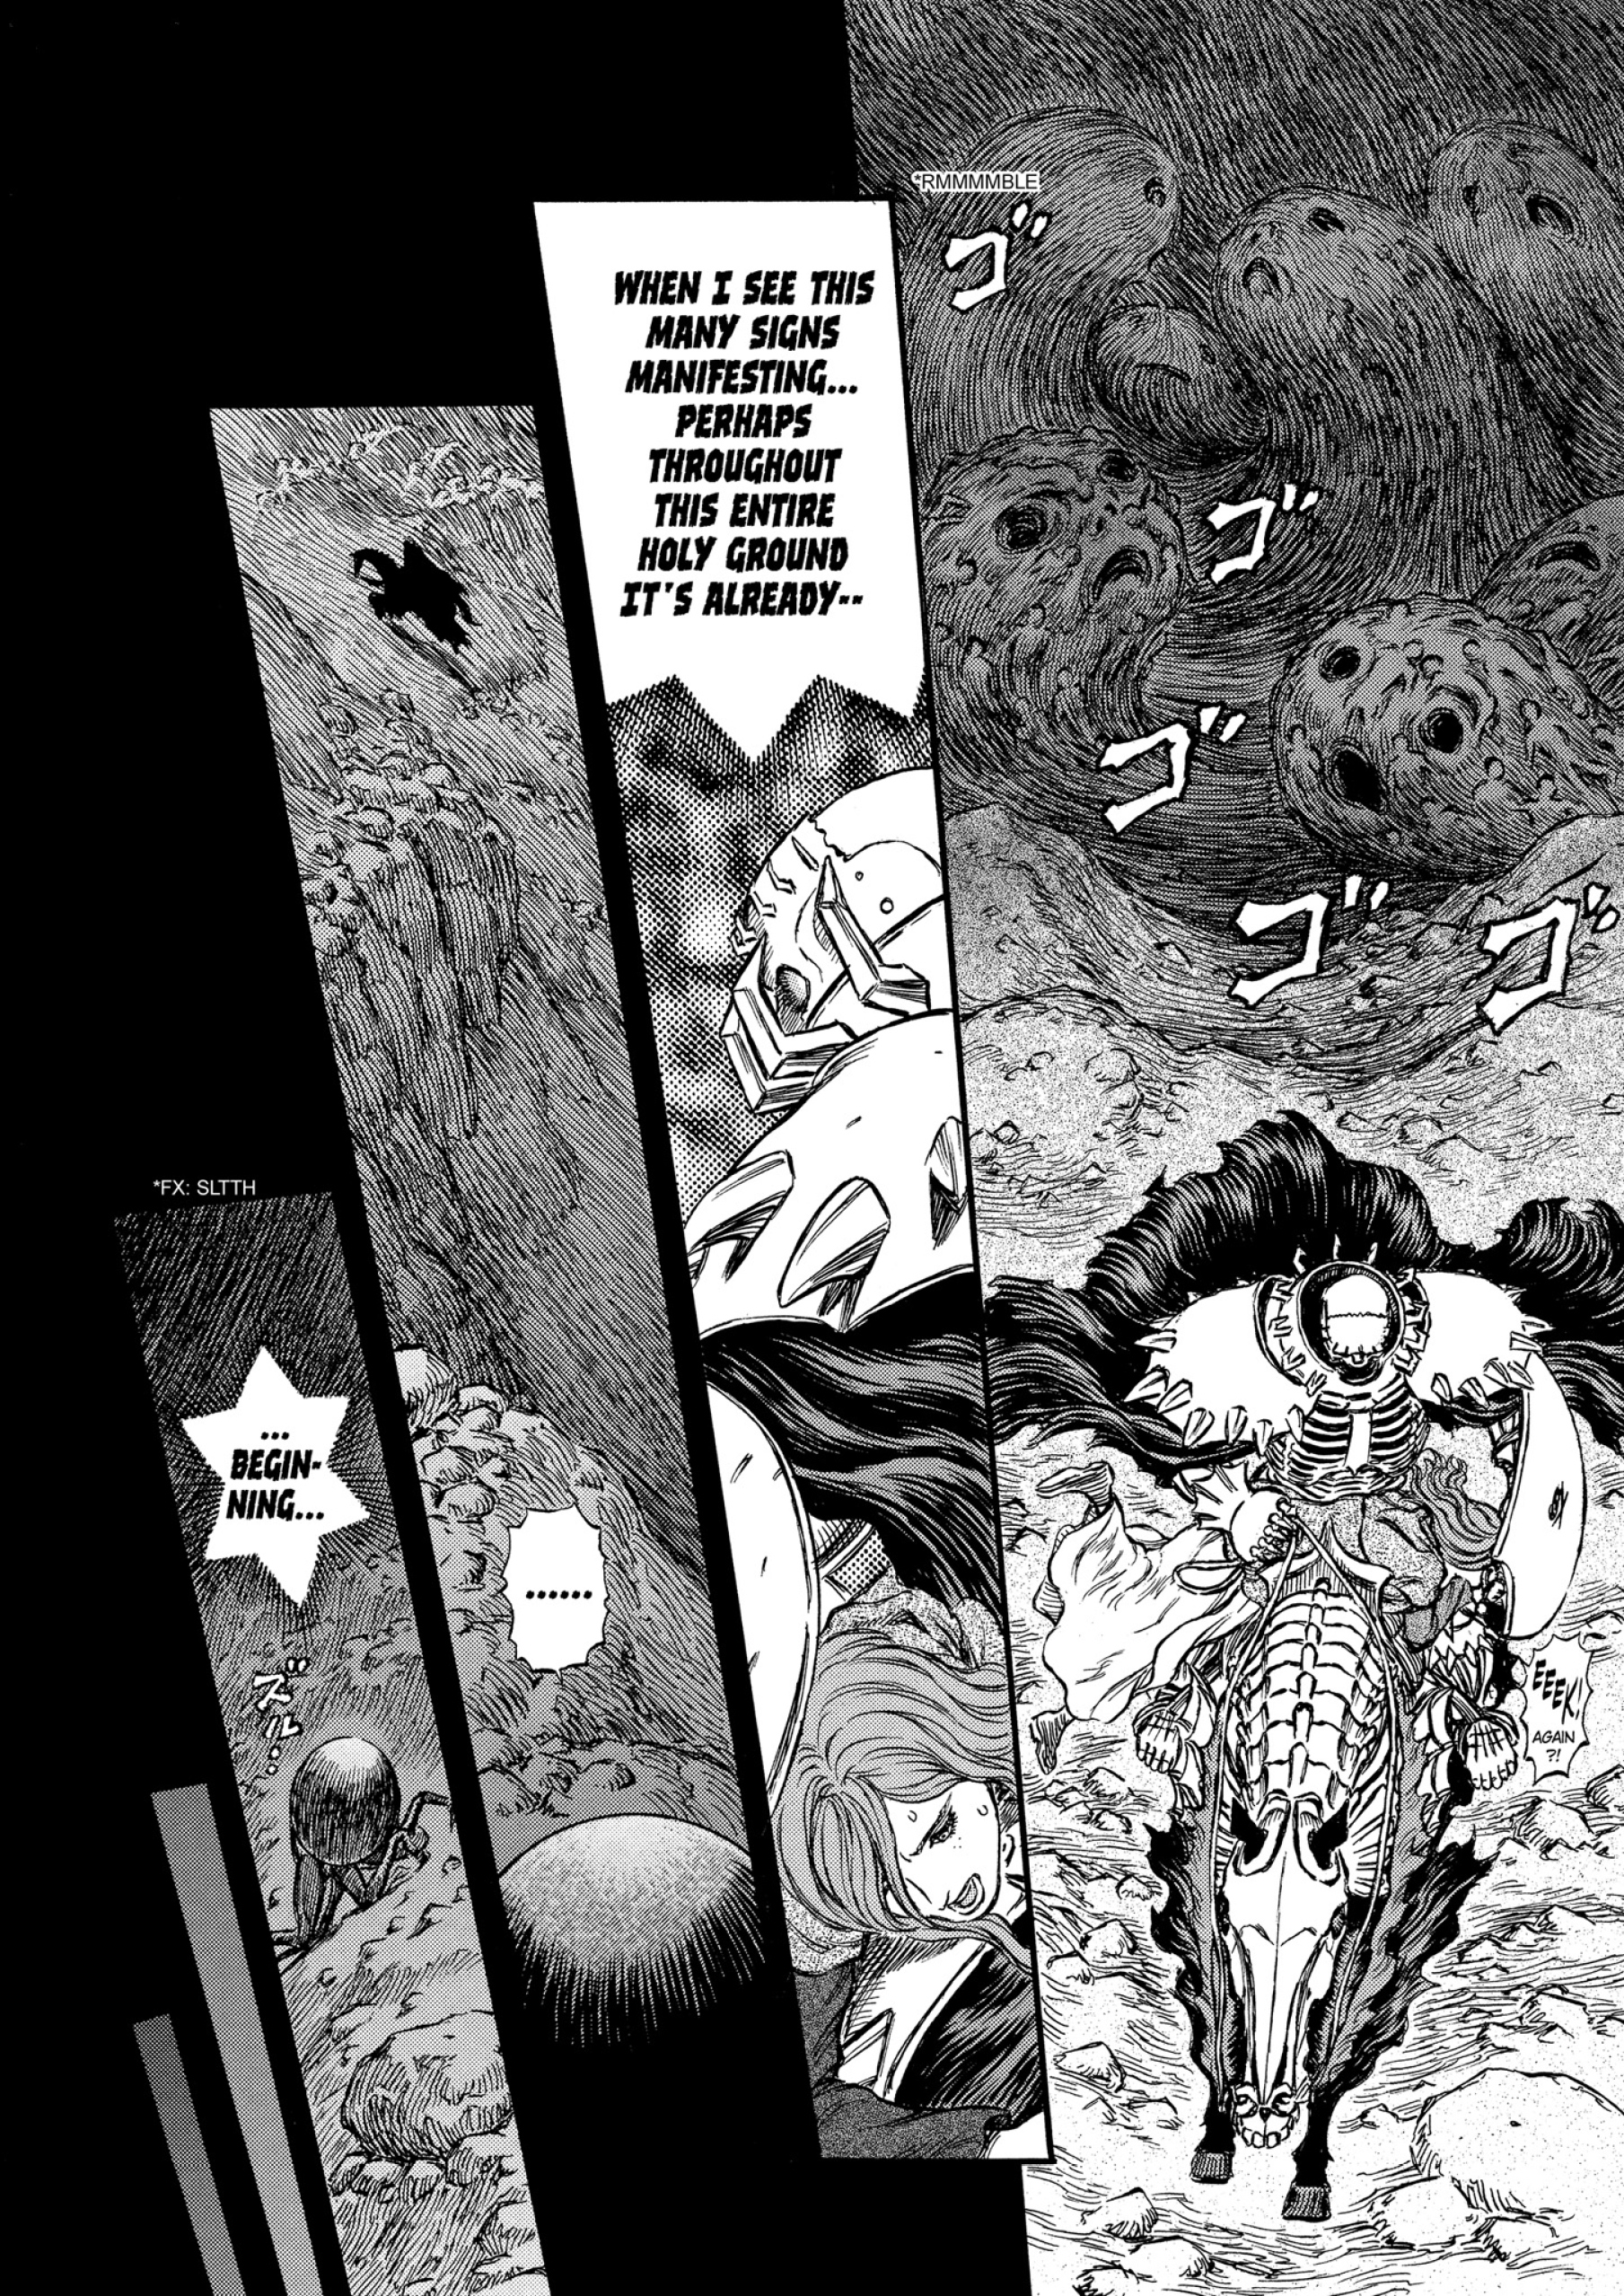 *RMMMMBLE
ゴ
ゴ
ゴ
ゴ
ゴ
EEEK!
AGAIN
?!
WHEN I SEE THIS
MANY SIGNS
MANIFESTING...
PERHAPS
THROUGHOUT
THIS ENTIRE
HOLY GROUND
IT'S ALREADY--
......
*FX: SLTTH
...
BEGIN-
NING...
ズル...